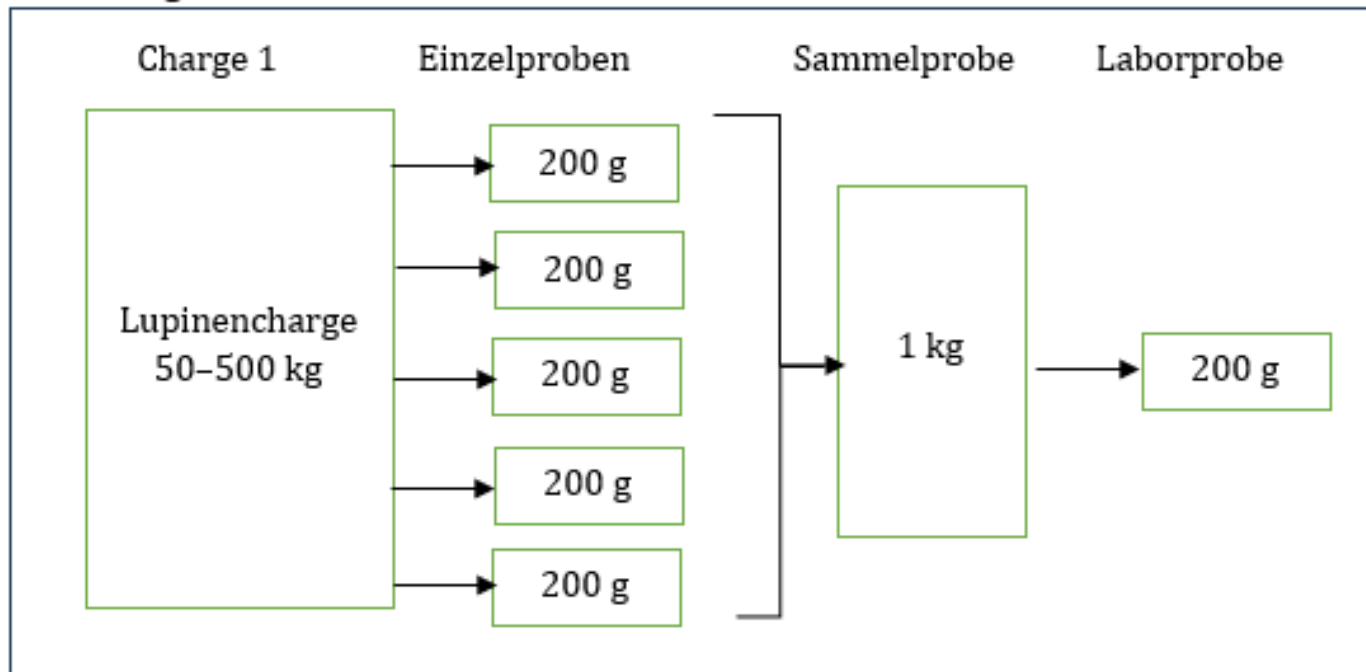 Charge 1
Einzelproben
Sammelprobe
Laborprobe
Lupinencharge
50–500 kg
200 g
200 g
200 g
200 g
200 g
1 kg
200 g